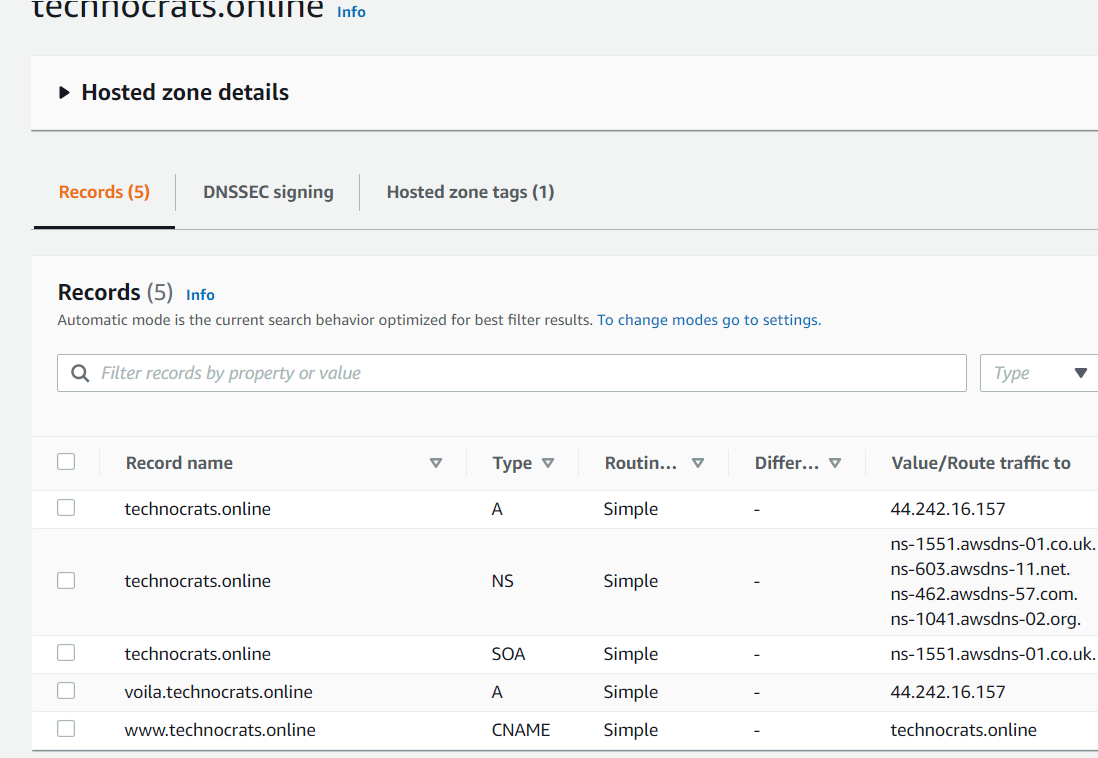 technocrats.online Info
Hosted zone details
Records (5) DNSSEC signing Hosted zone tags (1)
Records (5) Info
Automatic mode is the current search behavior optimized for best filter results. To change modes go to settings.
Filter records by property or value Type
Record name Type Routin... Differ... Value/Route traffic to
technocrats.online A Simple - 44.242.16.157
ns-1551.awsdns-01.co.uk.
ns-603.awsdns-11.net.
technocrats.online NS Simple -
ns-462.awsdns-57.com.
ns-1041.awsdns-02.org.
technocrats.online SOA Simple - ns-1551.awsdns-01.co.uk.
voila.technocrats.online A Simple - 44.242.16.157
www.technocrats.online CNAME Simple - technocrats.online